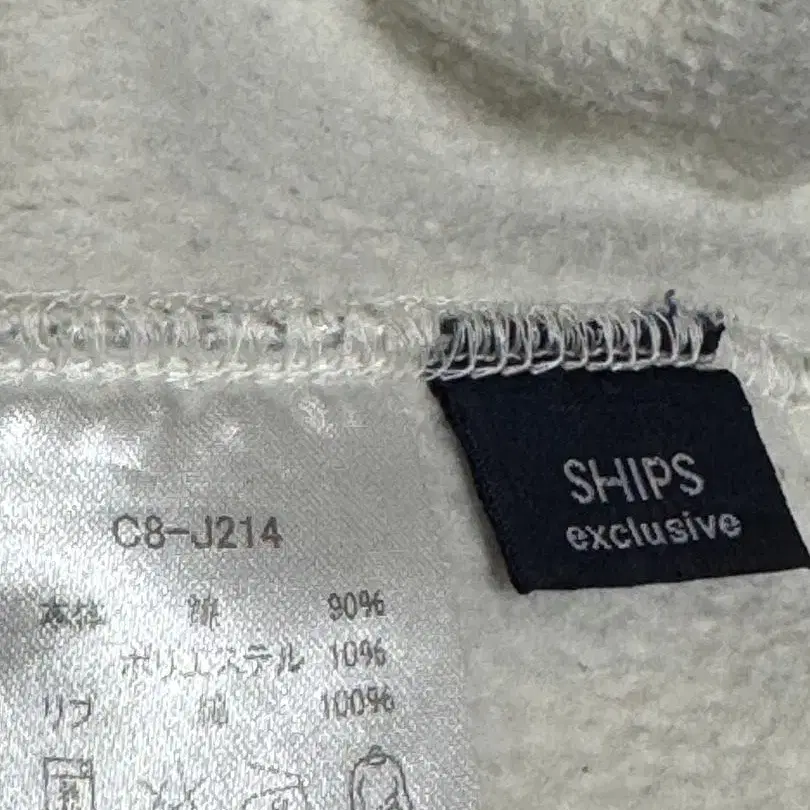 C8-J214
本体 綿 90%
ポリエステル 10%
リブ 綿 100%
SHIPS
exclusive